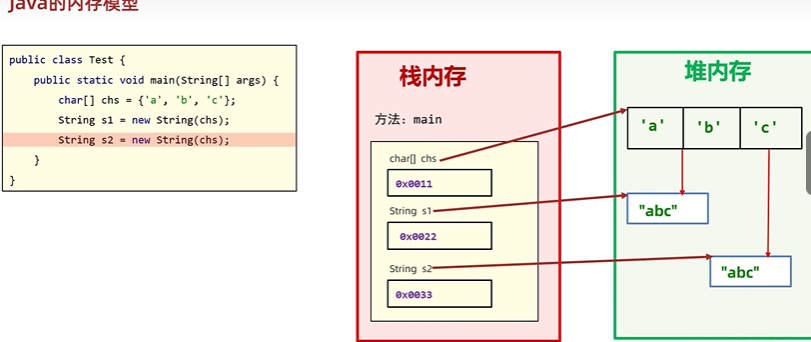 Java的内存模型
public class Test {
public static void main(String[] args) {
char[] chs = {'a', 'b', 'c'};
String s1 = new String(chs);
String s2 = new String(chs);
}
}
栈内存
方法: main
char[] chs
0x0011
String s1
0x0022
String s2
0x0033
堆内存
'a' 'b' 'c'
"abc"
"abc"